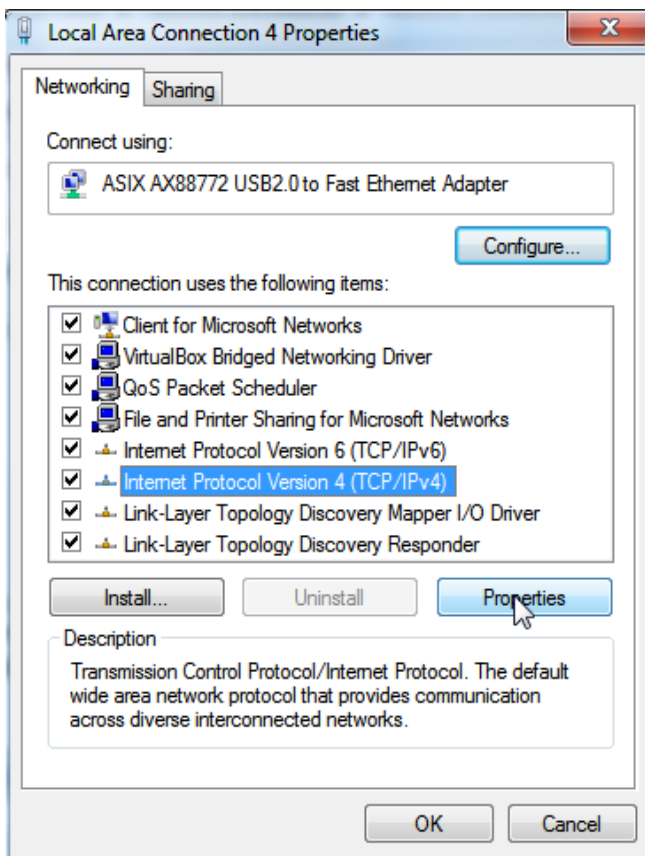 Local Area Connection 4 Properties
Networking
Sharing
Connect using:
ASIX AX88772 USB2.0 to Fast Ethernet Adapter
Configure...
This connection uses the following items:
Client for Microsoft Networks
VirtualBox Bridged Networking Driver
QoS Packet Scheduler
File and Printer Sharing for Microsoft Networks
Internet Protocol Version 6 (TCP/IPv6)
Internet Protocol Version 4 (TCP/IPv4)
Link-Layer Topology Discovery Mapper I/O Driver
Link-Layer Topology Discovery Responder
Install...
Uninstall
Properties
Description
Transmission Control Protocol/Internet Protocol. The default
wide area network protocol that provides communication
across diverse interconnected networks.
OK
Cancel